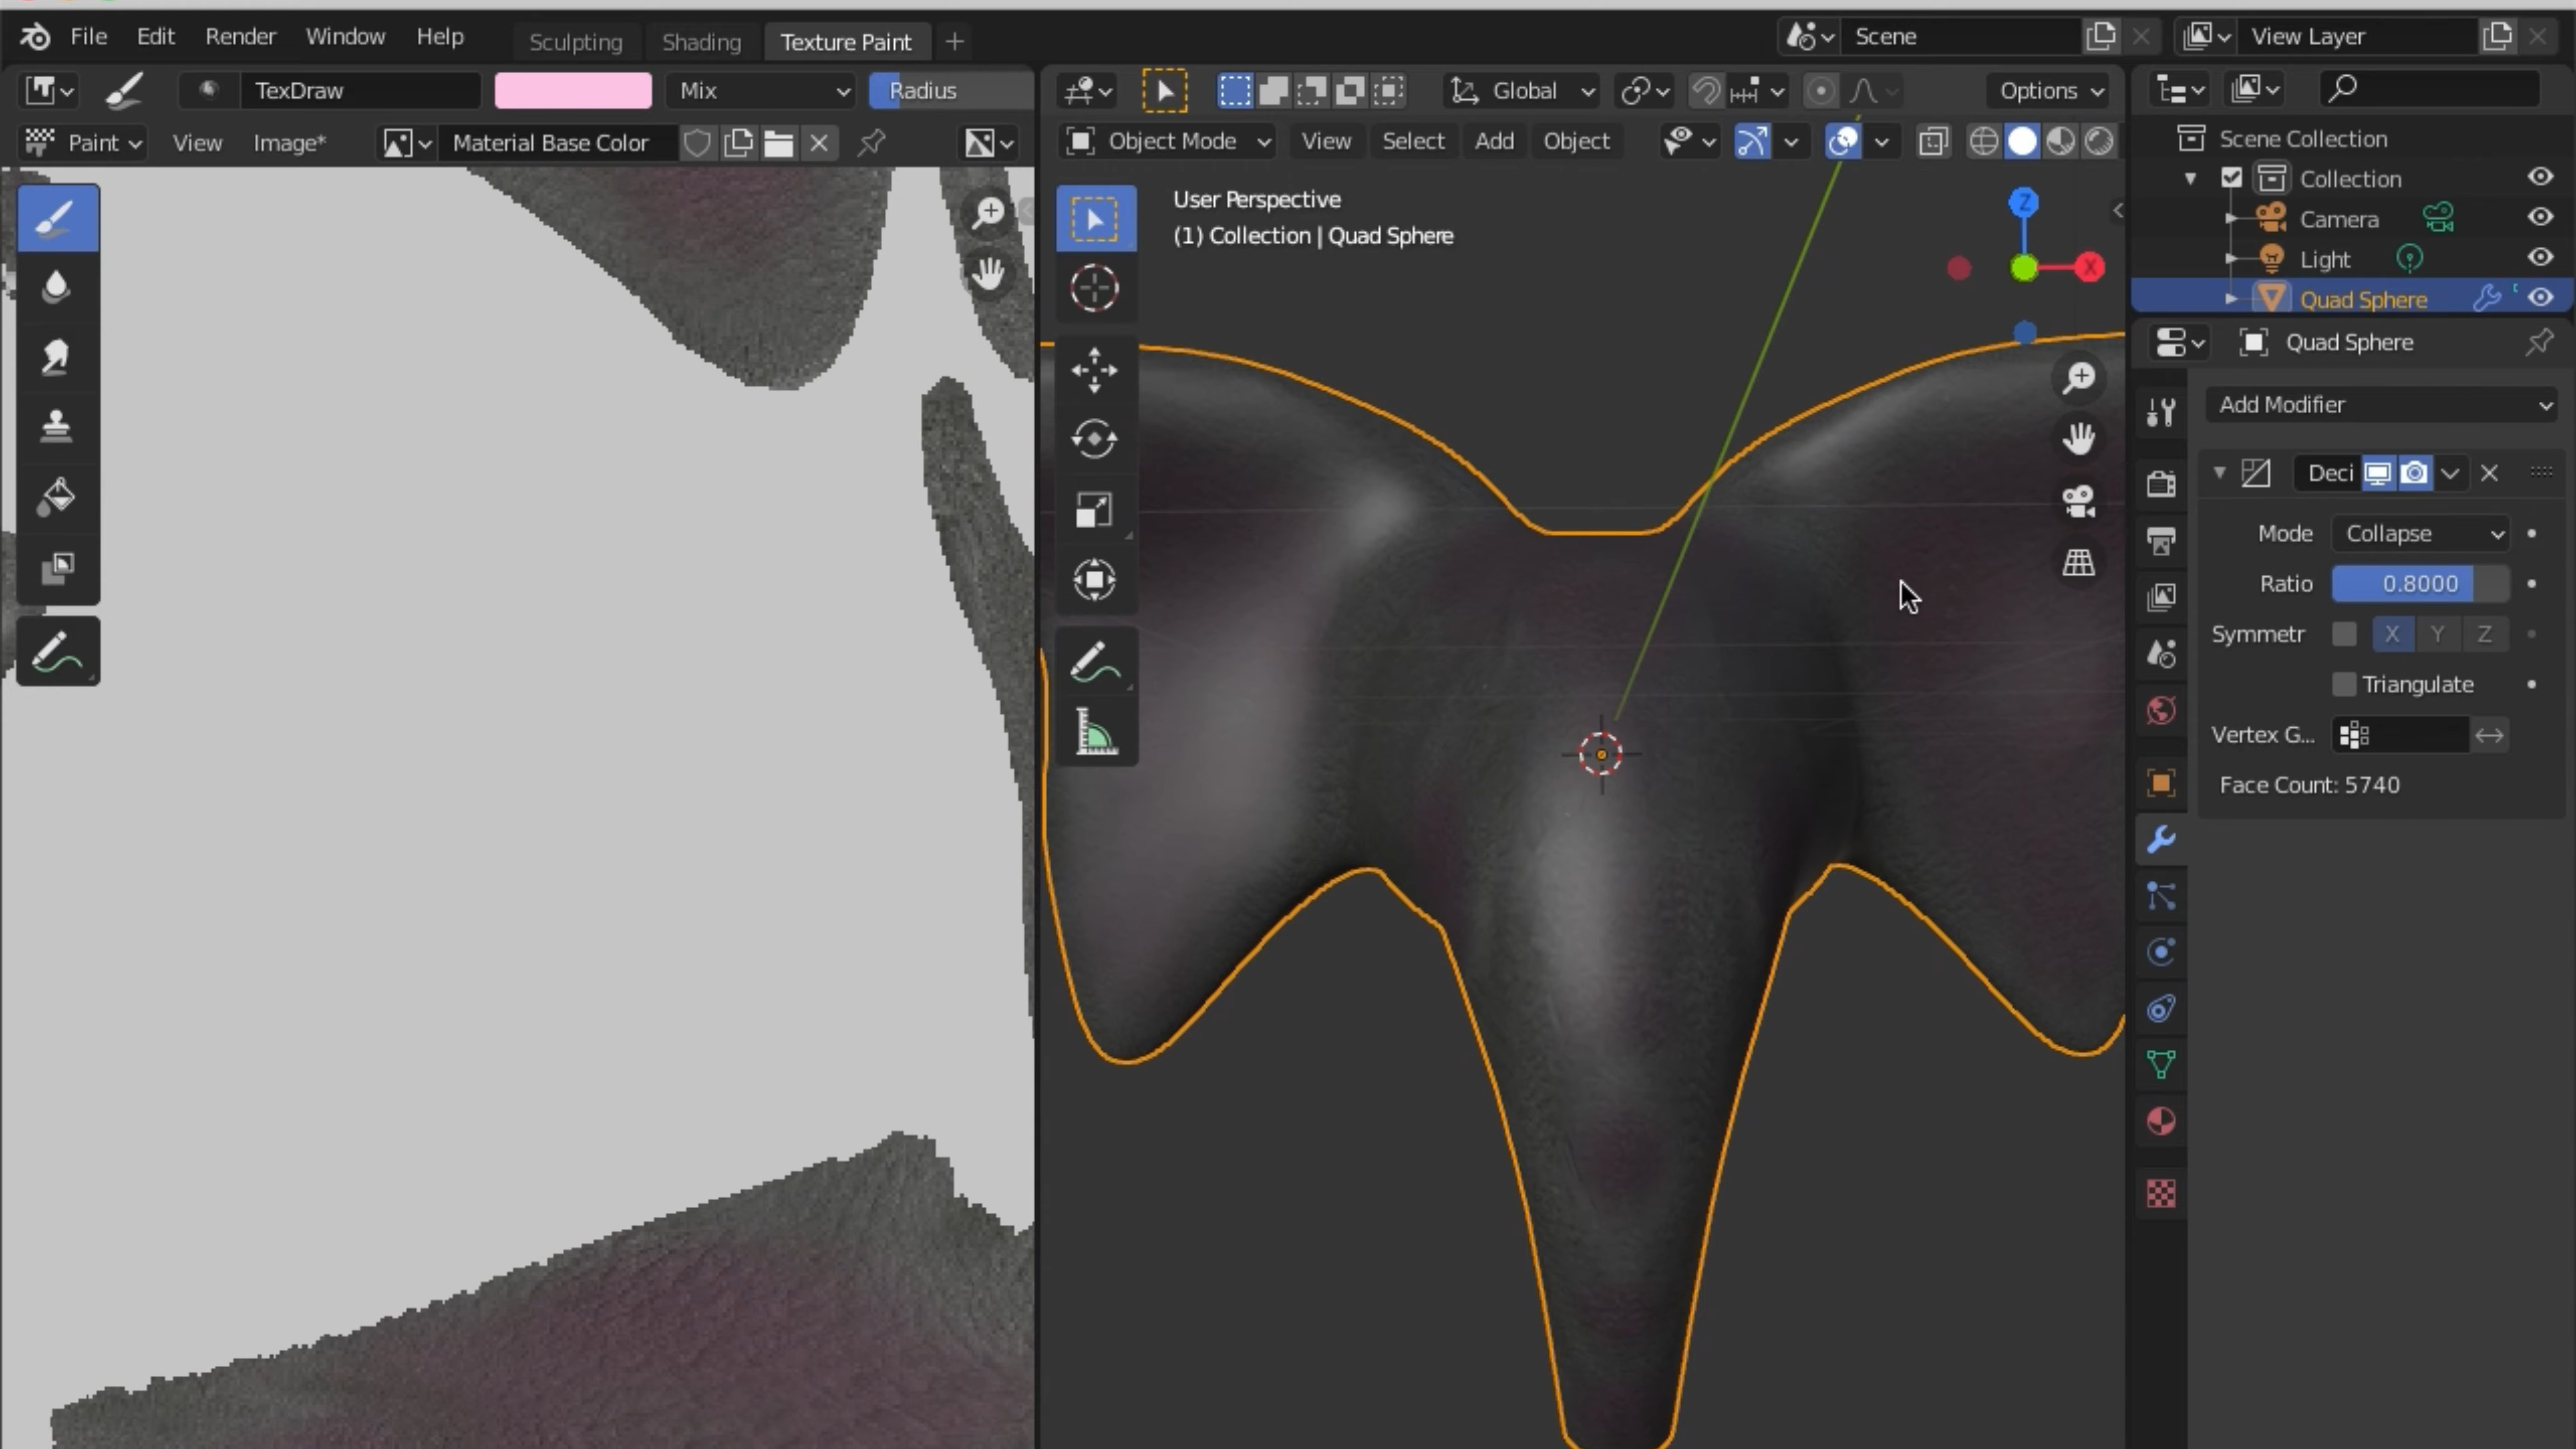 File Edit Render Window Help Sculpting Shading Texture Paint + Scene View Layer
TexDraw Mix Radius Global Options
Paint View Image* Material Base Color Object Mode View Select Add Object
User Perspective
(1) Collection | Quad Sphere
Z
X
Scene Collection
Collection
Camera
Light
Quad Sphere
Quad Sphere
Add Modifier
Deci
Mode Collapse
Ratio 0.8000
Symmetr X Y Z
Triangulate
Vertex G...
Face Count: 5740